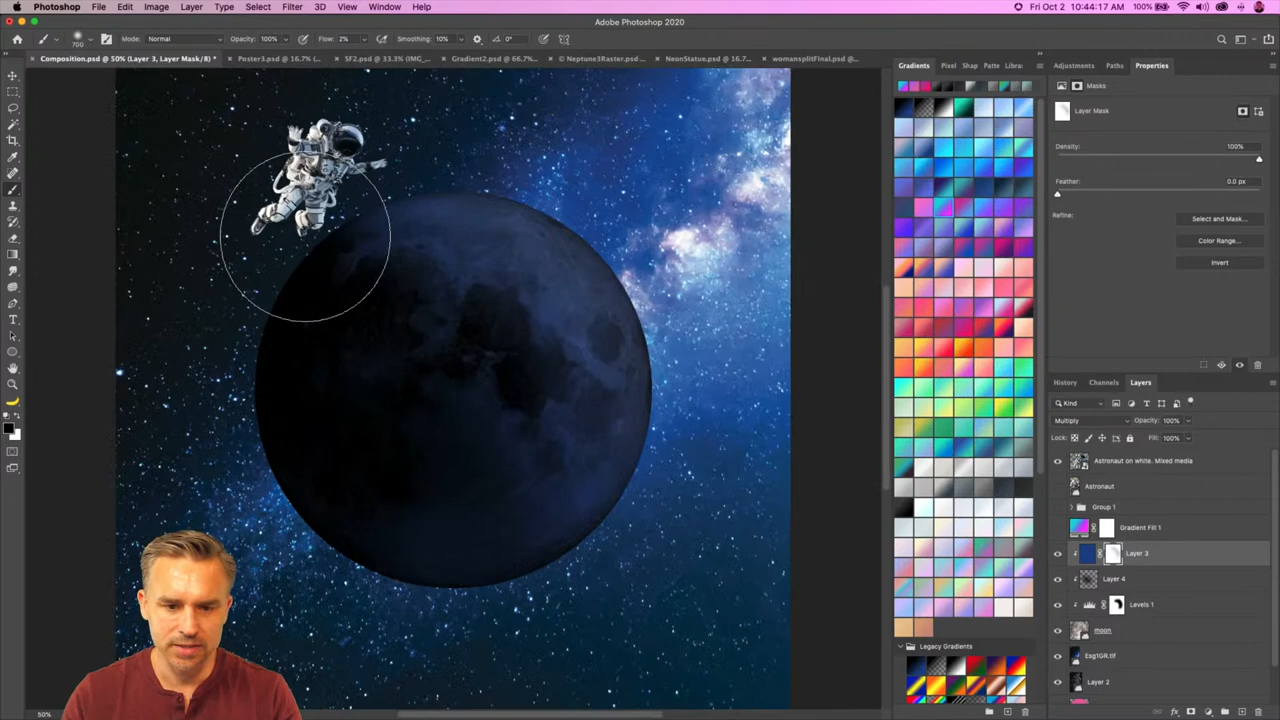 Photoshop File Edit Image Layer Type Select Filter 3D View Window Help 100% Fri Oct 2 10:44:17 AM
Adobe Photoshop 2020
700 Mode: Normal Opacity: 100% Flow: 2% Smoothing: 10% 0°
Composition.psd @ 50% (Layer 3, Layer Mask/8) * Poster3.psd @ 16.7% (... SF2.psd @ 33.3% (IMG_... Gradient2.psd @ 66.7%... © Neptune3Raster.psd... NeonStatue.psd @ 16.7... womansplitFinal.psd @...
Gradients Pixel Shap Patte Libra
Adjustments Paths Properties
Masks
Layer Mask
Density: 100%
Feather: 0.0 px
Refine: Select and Mask...
Color Range...
Invert
History Channels Layers
Kind
Multiply Opacity: 100%
Lock: Fill: 100%
Astronaut on white. Mixed media
Astronaut
Group 1
Gradient Fill 1
Layer 3
Layer 4
Levels 1
moon
Esg1GR.tif
Layer 2
Legacy Gradients
50%